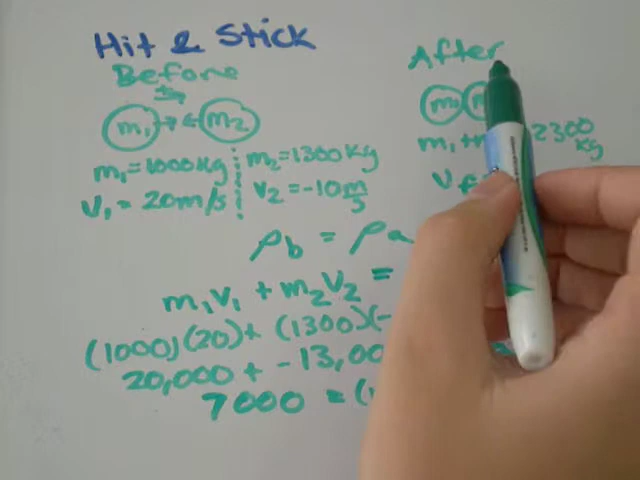 Hit & Stick
Before
After
m₁ m₂
m₁ = 1000 kg
m₂ = 1300 kg
V₁ = 20 m/s
V₂ = -10 m/s
m₁ + 2300 kg
V
ρb = ρa
m₁V₁ + m₂V₂ =
(1000)(20) + (1300)(-
20,000 + -13,00
7000 = (